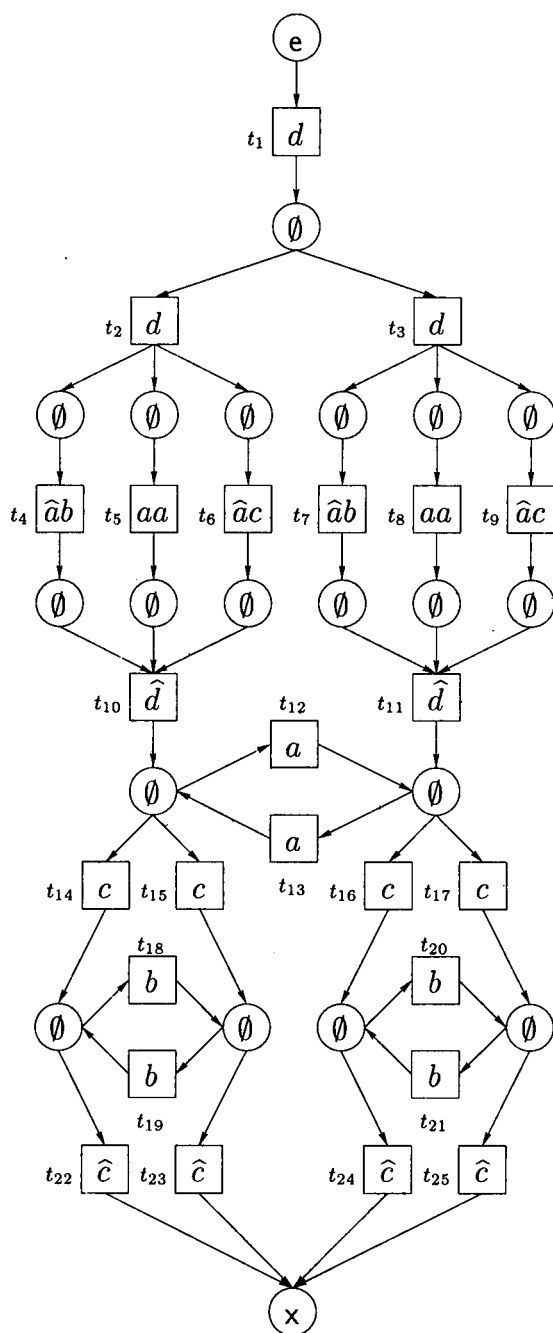 e
t₁ d
∅
t₂ d t₃ d
∅ ∅ ∅ ∅ ∅ ∅
t₄ âb t₅ aa t₆ âc t₇ âb t₈ aa t₉ âc
∅ ∅ ∅ ∅ ∅ ∅
t₁₀ d̂ t₁₁ d̂
t₁₂
a
∅ ∅
a
t₁₃
t₁₄ c t₁₅ c t₁₆ c t₁₇ c
t₁₈ t₂₀
b b
∅ ∅ ∅ ∅
b b
t₁₉ t₂₁
t₂₂ ĉ t₂₃ ĉ t₂₄ ĉ t₂₅ ĉ
x